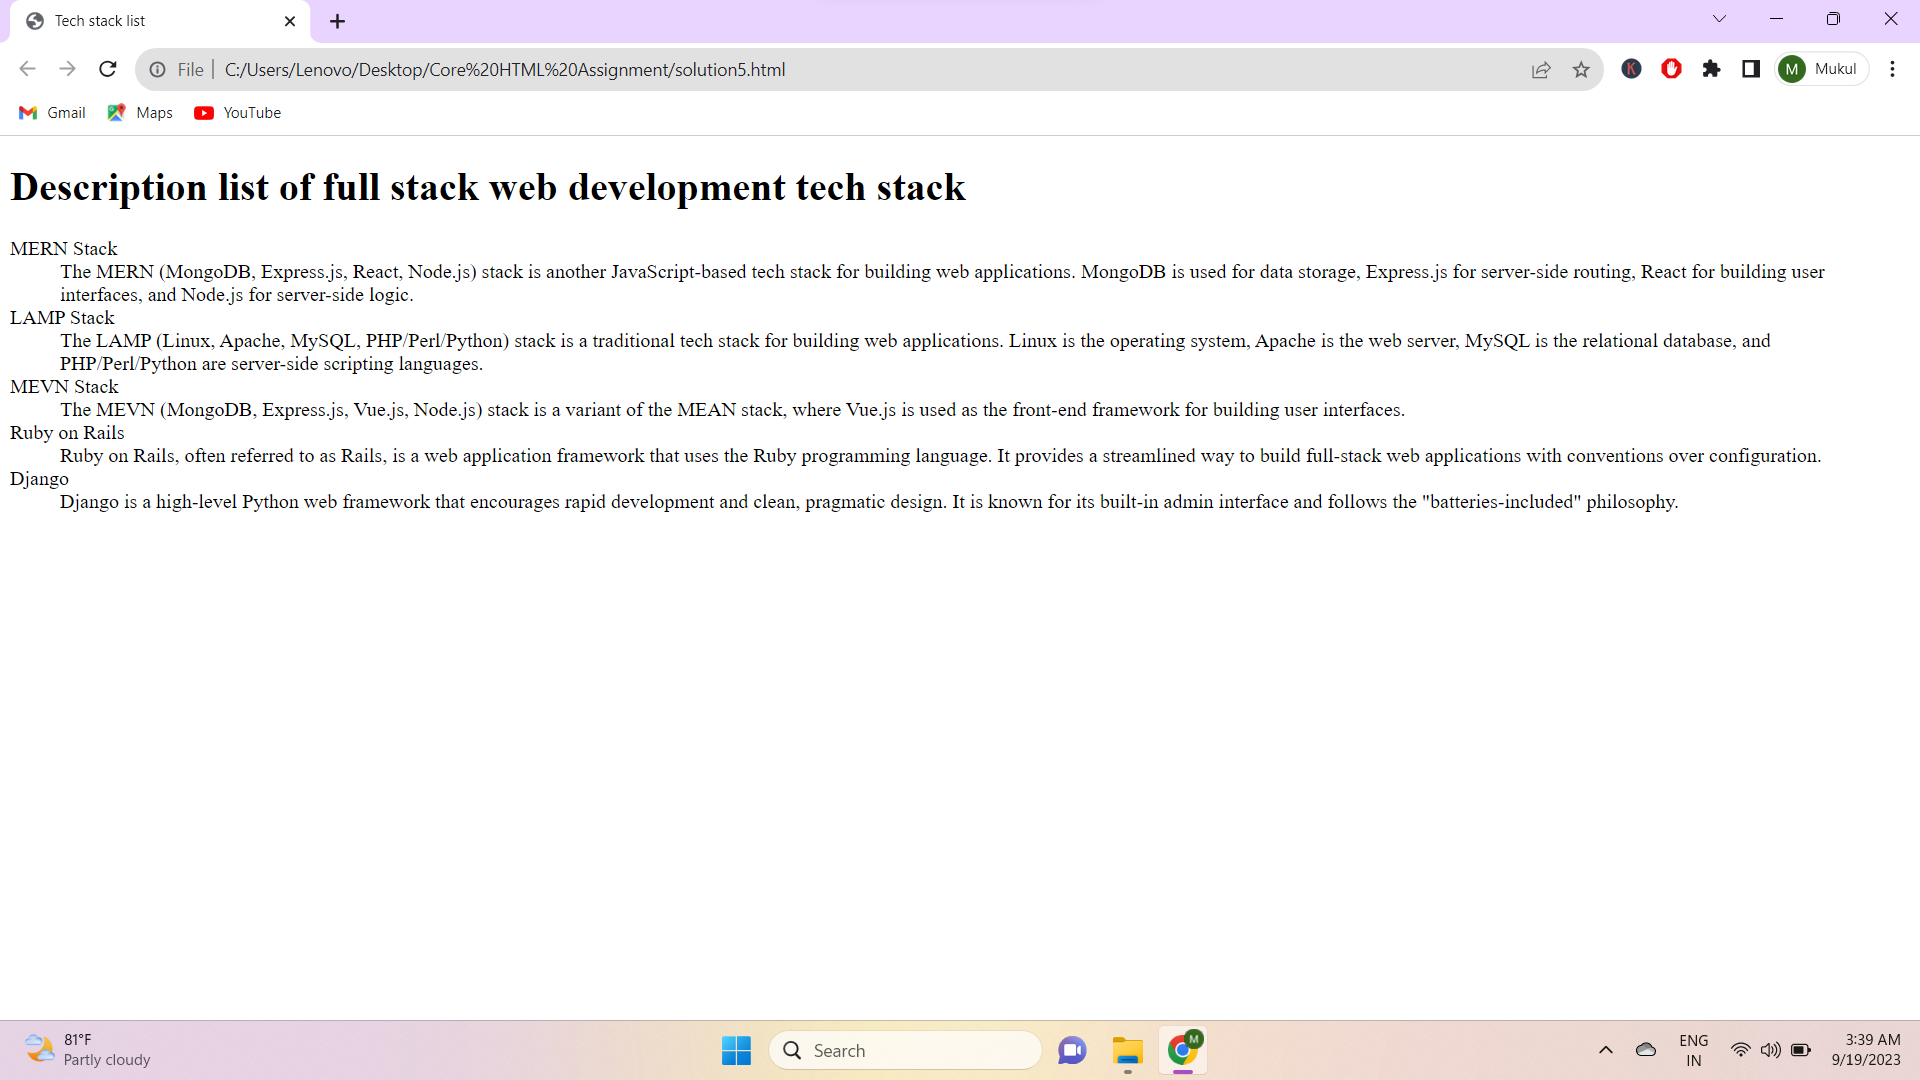 Tech stack list
File
C:/Users/Lenovo/Desktop/Core%20HTML%20Assignment/solution5.html
K
M
Mukul
Gmail
Maps
YouTube
Description list of full stack web development tech stack
MERN Stack
The MERN (MongoDB, Express.js, React, Node.js) stack is another JavaScript-based tech stack for building web applications. MongoDB is used for data storage, Express.js for server-side routing, React for building user
interfaces, and Node.js for server-side logic.
LAMP Stack
The LAMP (Linux, Apache, MySQL, PHP/Perl/Python) stack is a traditional tech stack for building web applications. Linux is the operating system, Apache is the web server, MySQL is the relational database, and
PHP/Perl/Python are server-side scripting languages.
MEVN Stack
The MEVN (MongoDB, Express.js, Vue.js, Node.js) stack is a variant of the MEAN stack, where Vue.js is used as the front-end framework for building user interfaces.
Ruby on Rails
Ruby on Rails, often referred to as Rails, is a web application framework that uses the Ruby programming language. It provides a streamlined way to build full-stack web applications with conventions over configuration.
Django
Django is a high-level Python web framework that encourages rapid development and clean, pragmatic design. It is known for its built-in admin interface and follows the "batteries-included" philosophy.
81°F
Partly cloudy
Search
M
ENG
IN
3:39 AM
9/19/2023